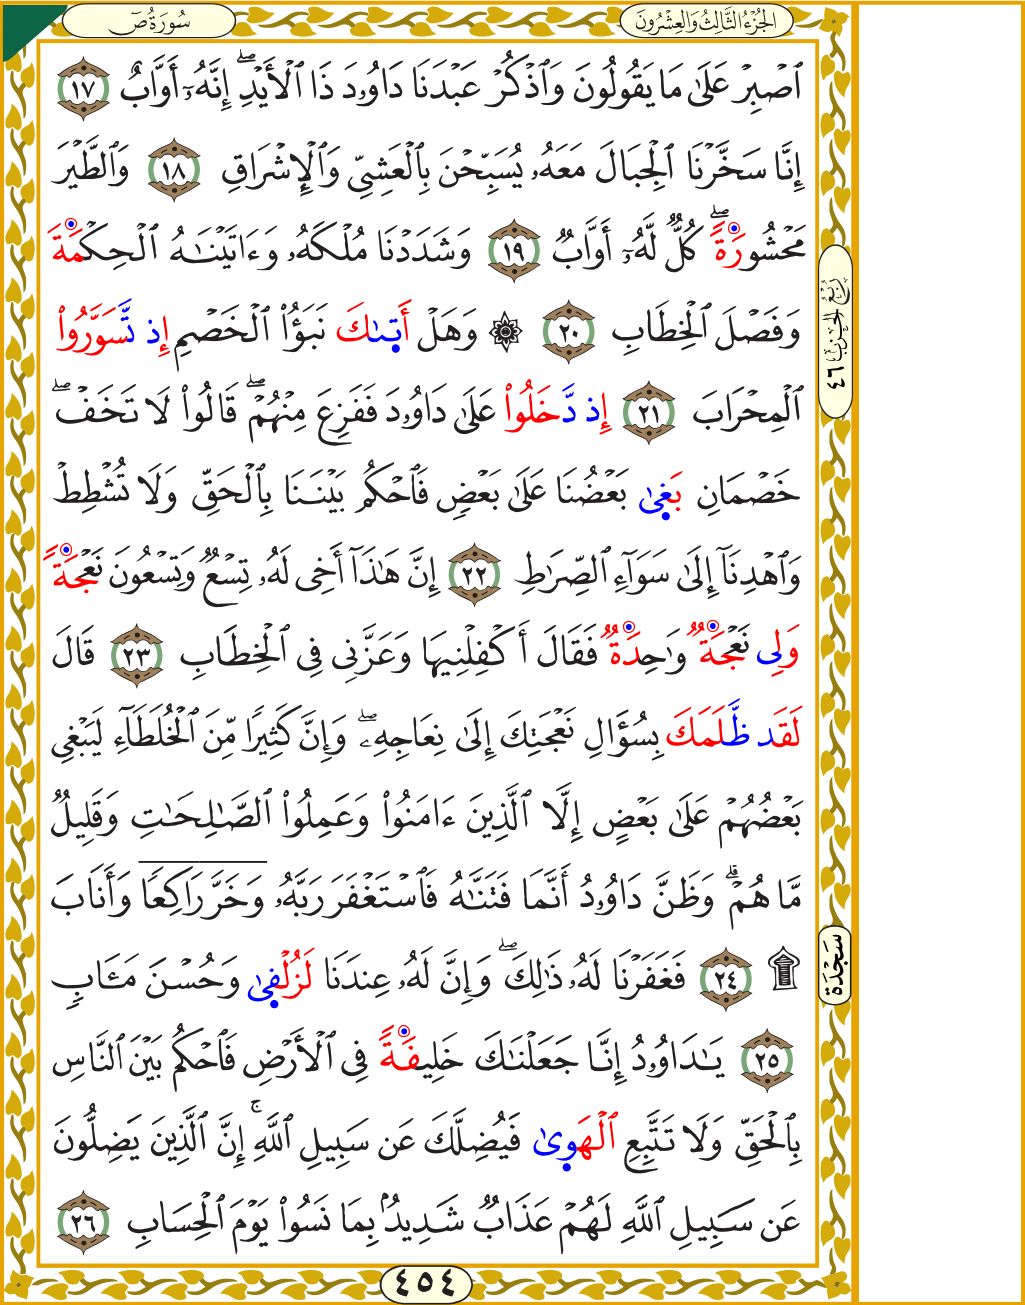 سُورَةُ صٓ
الجُزْءُ الثَّالِثُ وَالعِشْرُونَ
ٱصْبِرْ عَلَىٰ مَا يَقُولُونَ وَٱذْكُرْ عَبْدَنَا دَاوُۥدَ ذَا ٱلْأَيْدِۖ إِنَّهُۥٓ أَوَّابٌ ١٧
إِنَّا سَخَّرْنَا ٱلْجِبَالَ مَعَهُۥ يُسَبِّحْنَ بِٱلْعَشِىِّ وَٱلْإِشْرَاقِ ١٨ وَٱلطَّيْرَ
مَحْشُورَةًۖ كُلٌّ لَّهُۥٓ أَوَّابٌ ١٩ وَشَدَدْنَا مُلْكَهُۥ وَءَاتَيْنَـٰهُ ٱلْحِكْمَةَ
وَفَصْلَ ٱلْخِطَابِ ٢٠ ۞ وَهَلْ أَتىٰكَ نَبَؤُا۟ ٱلْخَصْمِ إِذ تَّسَوَّرُوا۟
ٱلْمِحْرَابَ ٢١ إِذ دَّخَلُوا۟ عَلَىٰ دَاوُۥدَ فَفَزِعَ مِنْهُمْۖ قَالُوا۟ لَا تَخَفْۖ
خَصْمَانِ بَغىٰ بَعْضُنَا عَلَىٰ بَعْضٍ فَٱحْكُم بَيْنَنَا بِٱلْحَقِّ وَلَا تُشْطِطْ
وَٱهْدِنَآ إِلَىٰ سَوَآءِ ٱلصِّرَٰطِ ٢٢ إِنَّ هَـٰذَآ أَخِى لَهُۥ تِسْعٌ وَتِسْعُونَ نَعْجَةً
وَلِى نَعْجَةٌ وَٰحِدَةٌ فَقَالَ أَكْفِلْنِيهَا وَعَزَّنِى فِى ٱلْخِطَابِ ٢٣ قَالَ
لَقَد ظَّلَمَكَ بِسُؤَالِ نَعْجَتِكَ إِلَىٰ نِعَاجِهِۦۖ وَإِنَّ كَثِيرًا مِّنَ ٱلْخُلَطَآءِ لَيَبْغِى
بَعْضُهُمْ عَلَىٰ بَعْضٍ إِلَّا ٱلَّذِينَ ءَامَنُوا۟ وَعَمِلُوا۟ ٱلصَّـٰلِحَـٰتِ وَقَلِيلٌ
مَّا هُمْۗ وَظَنَّ دَاوُۥدُ أَنَّمَا فَتَنَّـٰهُ فَٱسْتَغْفَرَ رَبَّهُۥ وَخَرَّ رَاكِعًا وَأَنَابَ
۩ ٢٤ فَغَفَرْنَا لَهُۥ ذَٰلِكَۖ وَإِنَّ لَهُۥ عِندَنَا لَزُلْفىٰ وَحُسْنَ مَـَٔابٍ
٢٥ يَـٰدَاوُۥدُ إِنَّا جَعَلْنَـٰكَ خَلِيفَةً فِى ٱلْأَرْضِ فَٱحْكُم بَيْنَ ٱلنَّاسِ
بِٱلْحَقِّ وَلَا تَتَّبِعِ ٱلْهَوىٰ فَيُضِلَّكَ عَن سَبِيلِ ٱللَّهِۚ إِنَّ ٱلَّذِينَ يَضِلُّونَ
عَن سَبِيلِ ٱللَّهِ لَهُمْ عَذَابٌ شَدِيدٌۢ بِمَا نَسُوا۟ يَوْمَ ٱلْحِسَابِ ٢٦
رُبْعُ الحِزْبِ ٤٦
سَجْدَة
٤٥٤